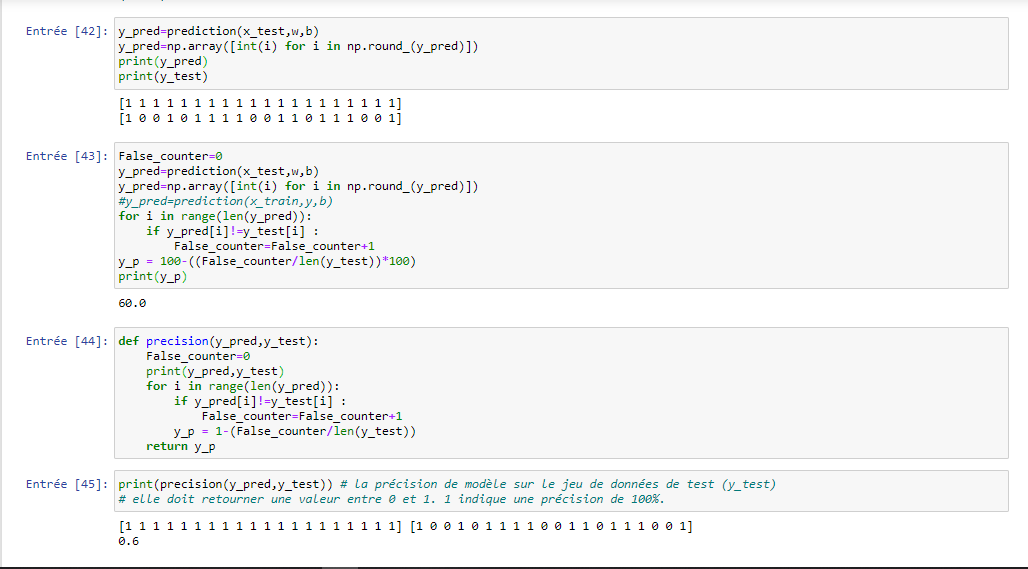 Entrée [42]: y_pred=prediction(x_test,w,b)
y_pred=np.array([int(i) for i in np.round_(y_pred)])
print(y_pred)
print(y_test)
[1 1 1 1 1 1 1 1 1 1 1 1 1 1 1 1 1 1 1 1]
[1 0 0 1 0 1 1 1 1 0 0 1 1 0 1 1 1 0 0 1]
Entrée [43]: False_counter=0
y_pred=prediction(x_test,w,b)
y_pred=np.array([int(i) for i in np.round_(y_pred)])
#y_pred=prediction(x_train,y,b)
for i in range(len(y_pred)):
    if y_pred[i]!=y_test[i] :
        False_counter=False_counter+1
y_p = 100-((False_counter/len(y_test))*100)
print(y_p)
60.0
Entrée [44]: def precision(y_pred,y_test):
    False_counter=0
    print(y_pred,y_test)
    for i in range(len(y_pred)):
        if y_pred[i]!=y_test[i] :
            False_counter=False_counter+1
        y_p = 1-(False_counter/len(y_test))
    return y_p
Entrée [45]: print(precision(y_pred,y_test)) # la précision de modèle sur le jeu de données de test (y_test)
# elle doit retourner une valeur entre 0 et 1. 1 indique une précision de 100%.
[1 1 1 1 1 1 1 1 1 1 1 1 1 1 1 1 1 1 1 1] [1 0 0 1 0 1 1 1 1 0 0 1 1 0 1 1 1 0 0 1]
0.6